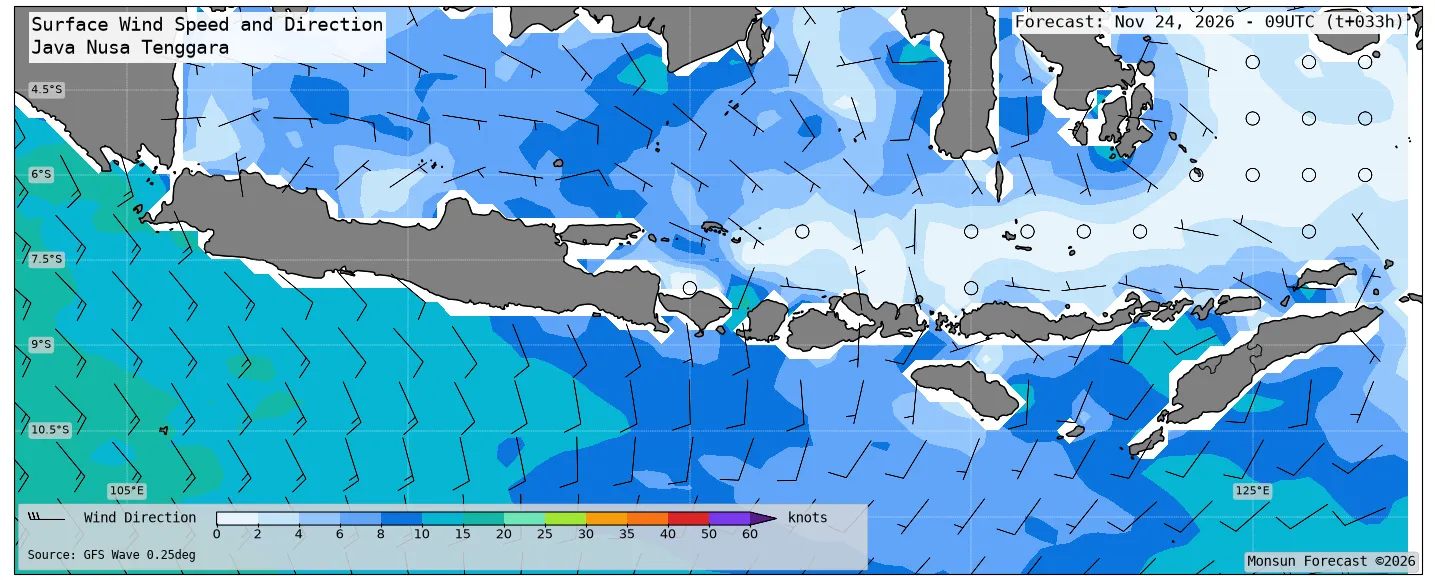 Surface Wind Speed and Direction
Java Nusa Tenggara
Forecast: Nov 24, 2026 - 09UTC (t+033h)
4.5°S
6°S
7.5°S
9°S
10.5°S
105°E
125°E
Wind Direction
0 2 4 6 8 10 15 20 25 30 35 40 50 60
knots
Source: GFS Wave 0.25deg
Monsun Forecast ©2026